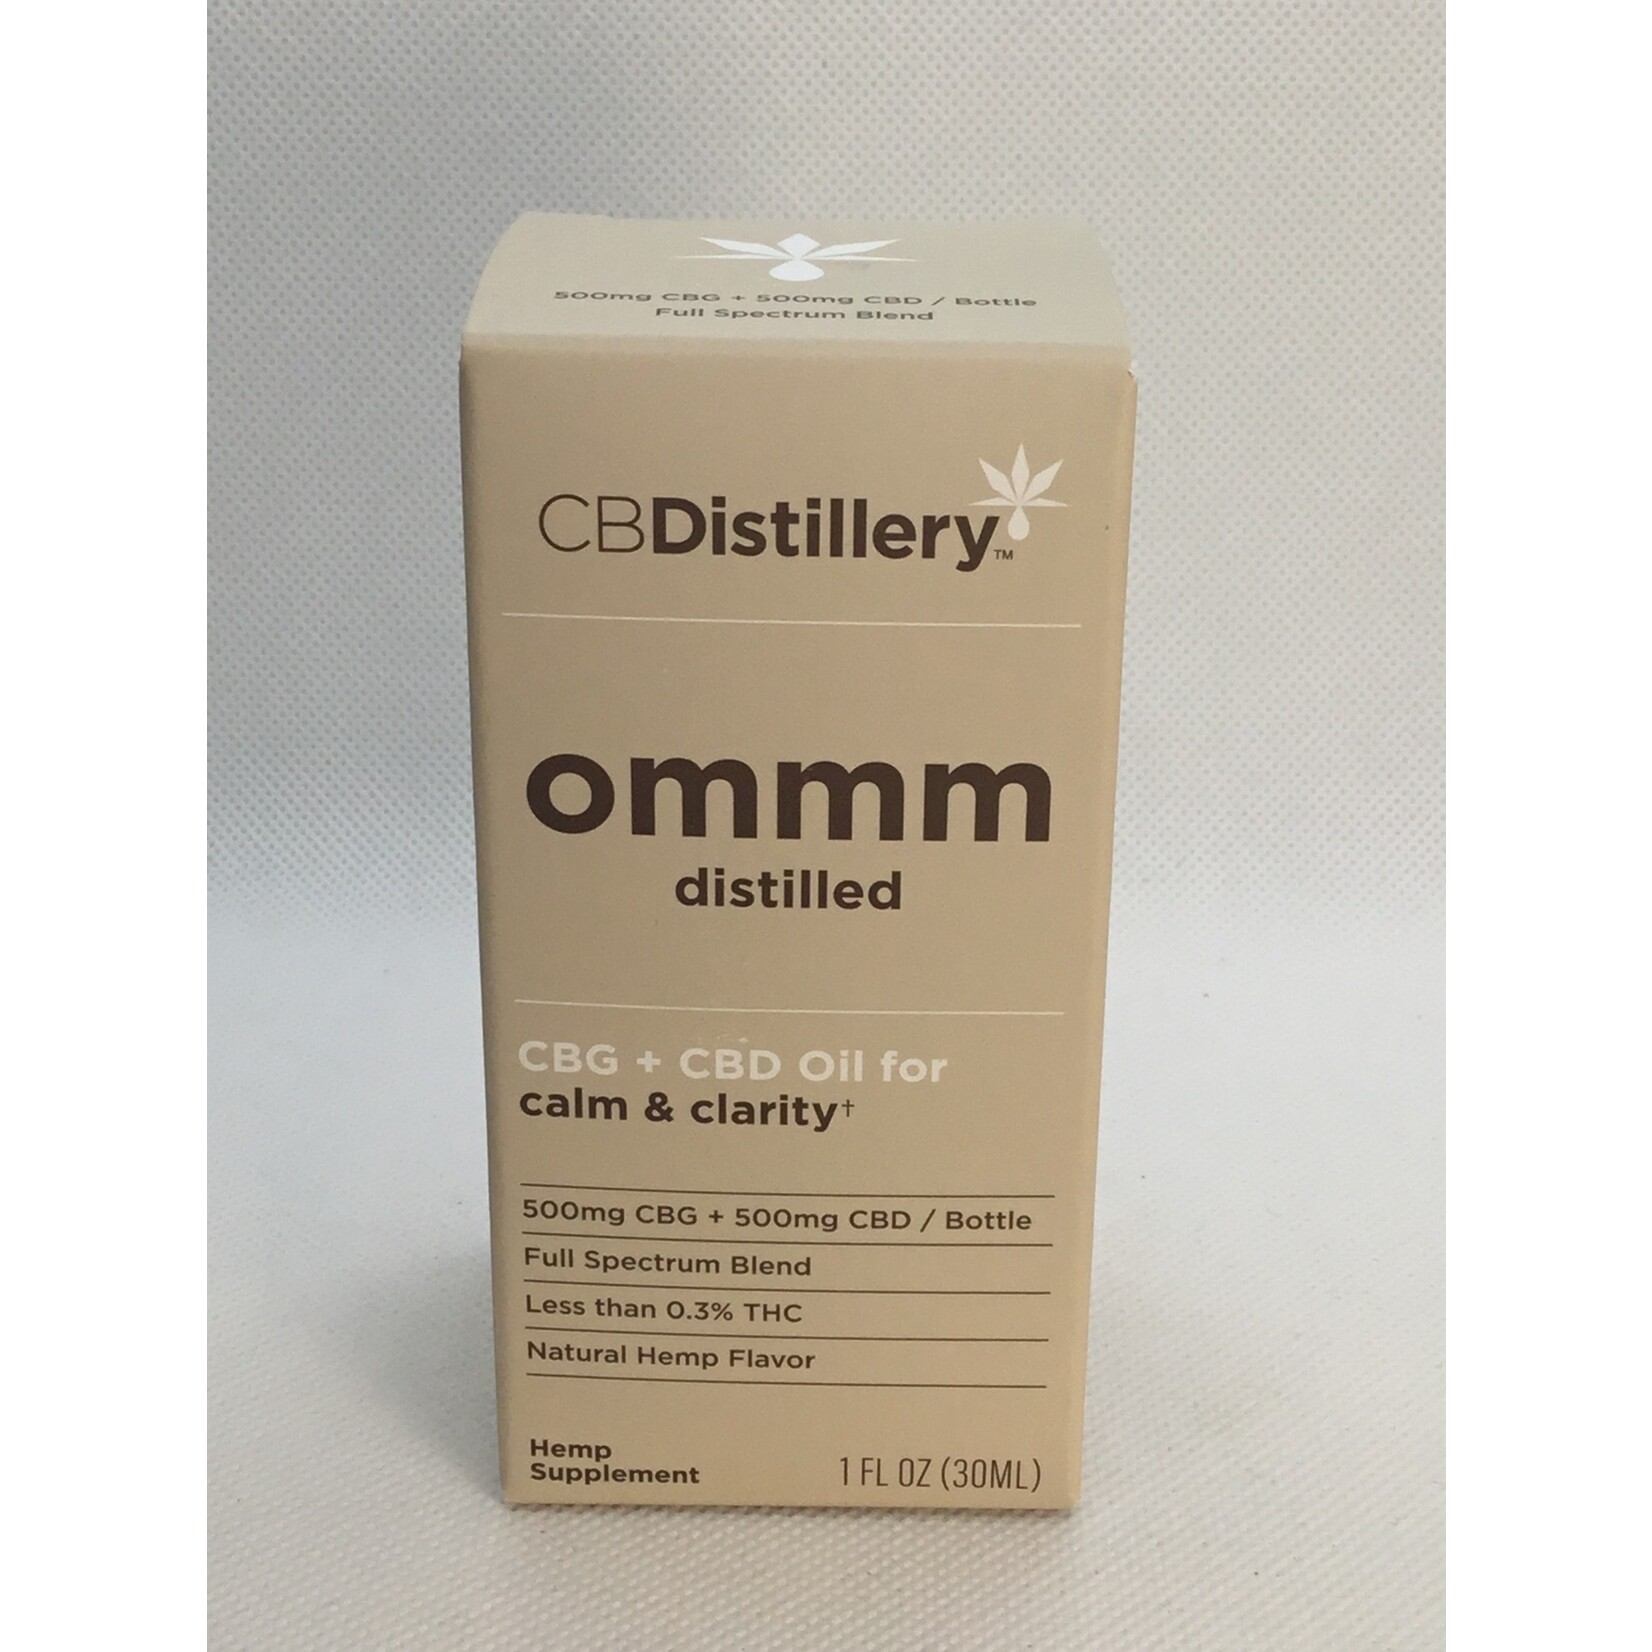 500mg CBG + 500mg CBD / Bottle
Full Spectrum Blend
CBDistillery™
ommm
distilled
CBG + CBD Oil for
calm & clarity†
500mg CBG + 500mg CBD / Bottle
Full Spectrum Blend
Less than 0.3% THC
Natural Hemp Flavor
Hemp
Supplement
1 FL OZ (30ML)